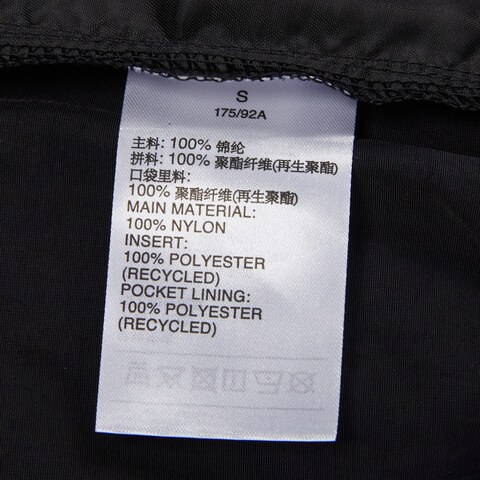 S
175/92A
主料: 100% 锦纶
拼料: 100% 聚酯纤维(再生聚酯)
口袋里料:
100% 聚酯纤维(再生聚酯)
MAIN MATERIAL:
100% NYLON
INSERT:
100% POLYESTER
(RECYCLED)
POCKET LINING:
100% POLYESTER
(RECYCLED)